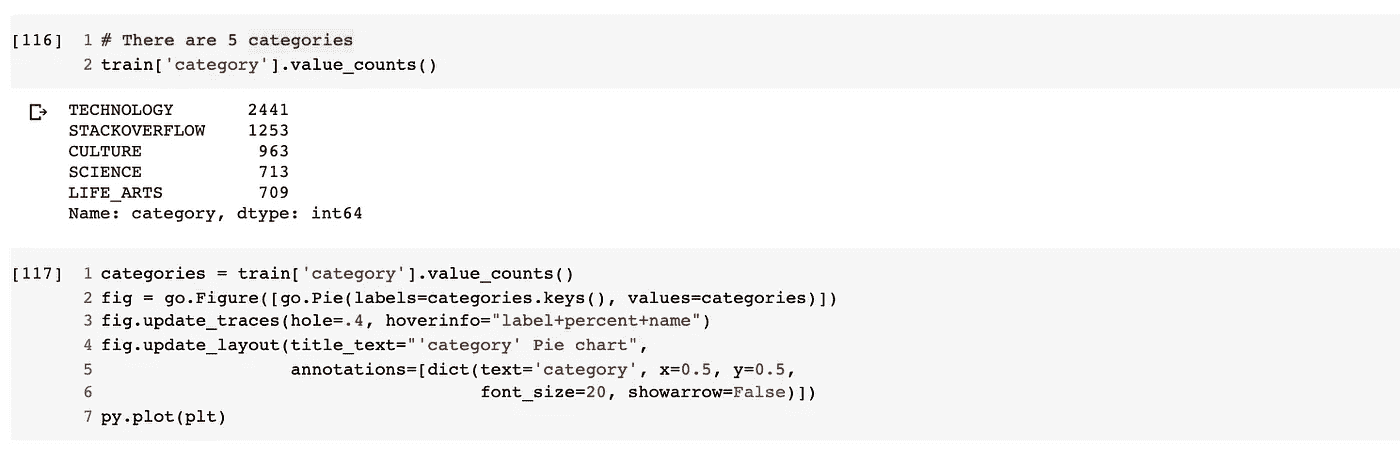 [116] 1 # There are 5 categories
2 train['category'].value_counts()
TECHNOLOGY 2441
STACKOVERFLOW 1253
CULTURE 963
SCIENCE 713
LIFE_ARTS 709
Name: category, dtype: int64
[117] 1 categories = train['category'].value_counts()
2 fig = go.Figure([go.Pie(labels=categories.keys(), values=categories)])
3 fig.update_traces(hole=.4, hoverinfo="label+percent+name")
4 fig.update_layout(title_text="'category' Pie chart",
5 annotations=[dict(text='category', x=0.5, y=0.5,
6 font_size=20, showarrow=False)])
7 py.plot(plt)